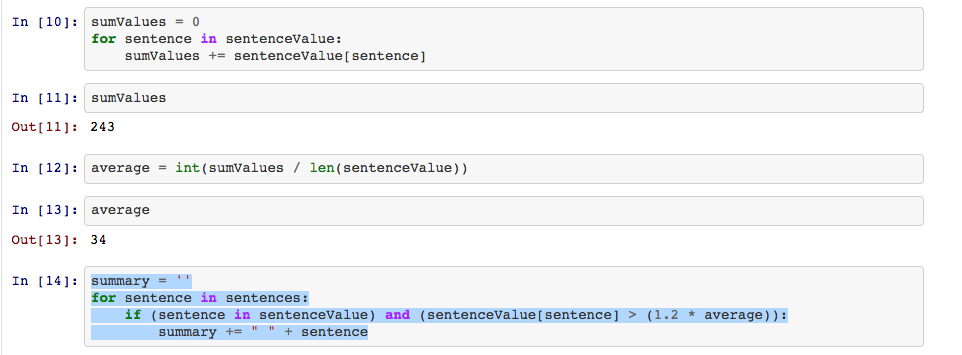 In [10]: sumValues = 0
for sentence in sentenceValue:
    sumValues += sentenceValue[sentence]
In [11]: sumValues
Out[11]: 243
In [12]: average = int(sumValues / len(sentenceValue))
In [13]: average
Out[13]: 34
In [14]: summary = ''
for sentence in sentences:
    if (sentence in sentenceValue) and (sentenceValue[sentence] > (1.2 * average)):
        summary += " " + sentence